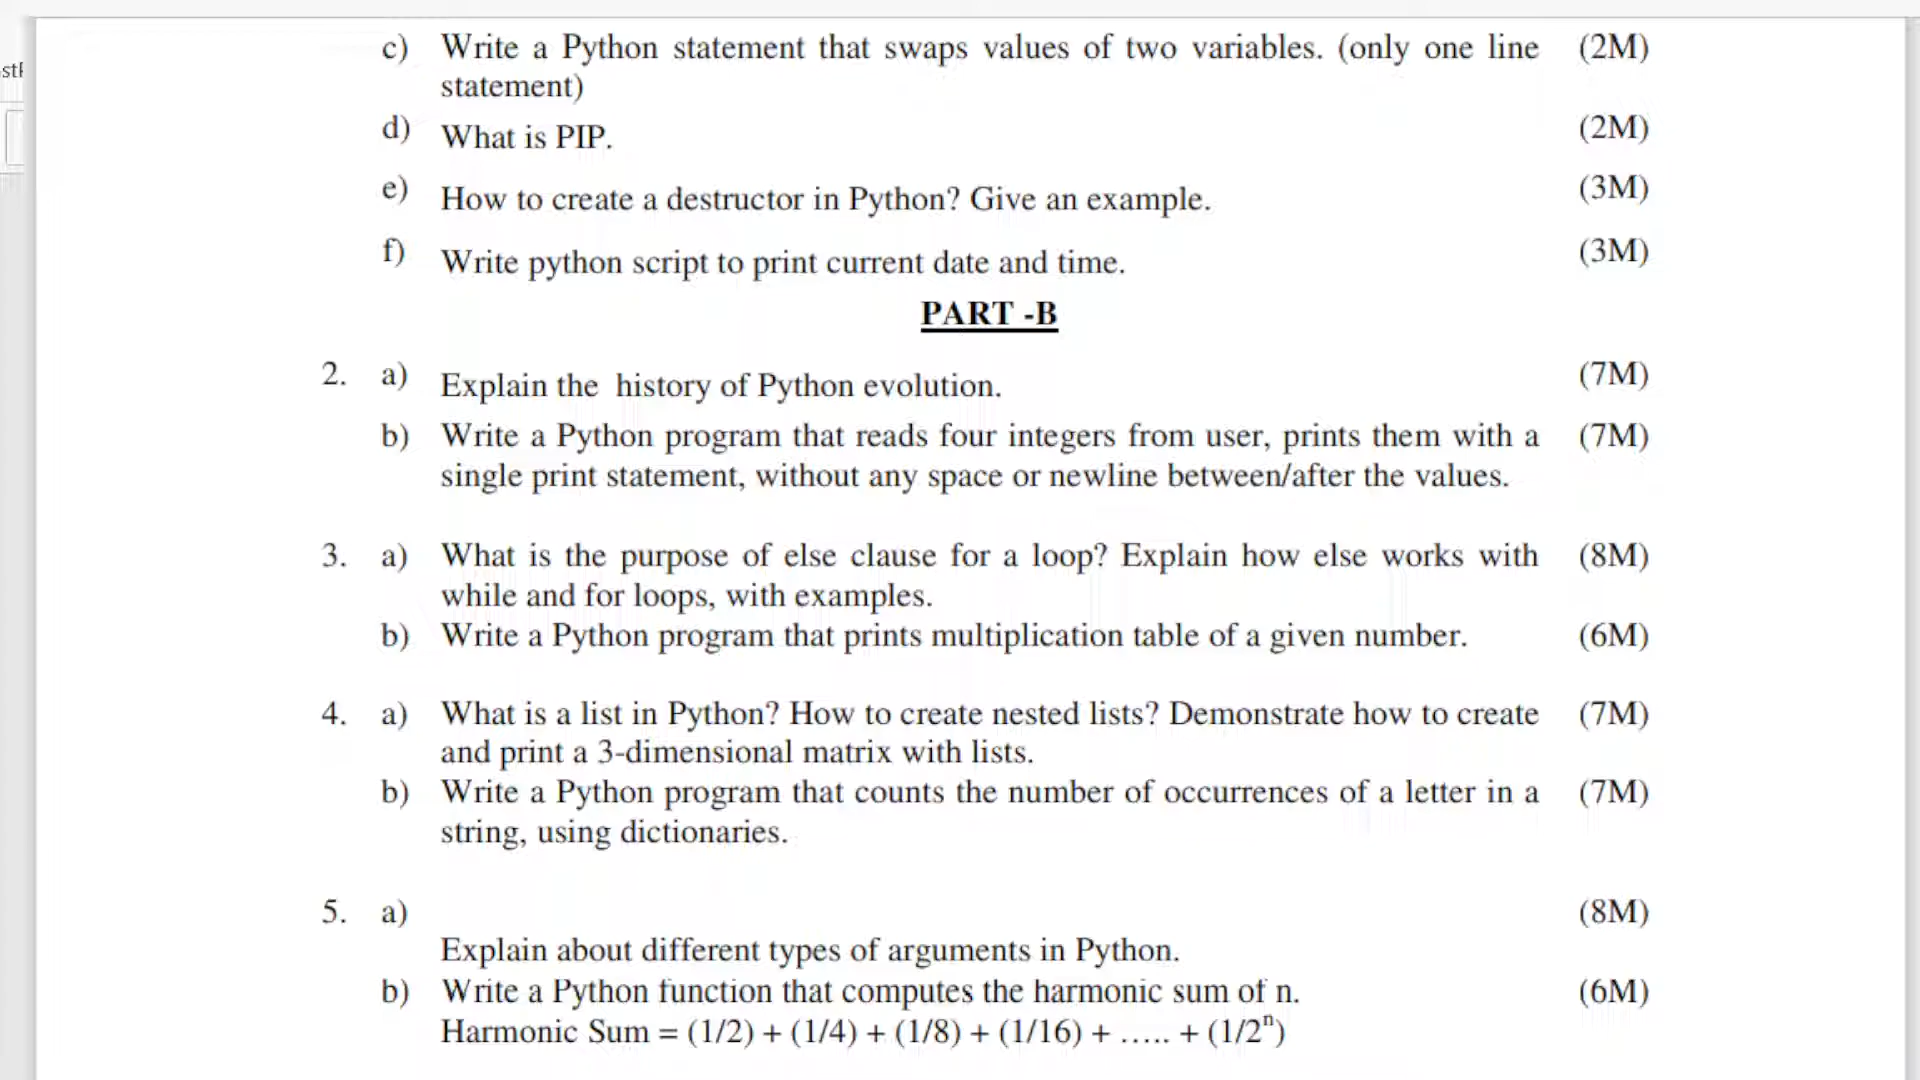 c) Write a Python statement that swaps values of two variables. (only one line (2M)
statement)
d) What is PIP. (2M)
e) How to create a destructor in Python? Give an example. (3M)
f) Write python script to print current date and time. (3M)
PART -B
2. a) Explain the history of Python evolution. (7M)
b) Write a Python program that reads four integers from user, prints them with a (7M)
single print statement, without any space or newline between/after the values.
3. a) What is the purpose of else clause for a loop? Explain how else works with (8M)
while and for loops, with examples.
b) Write a Python program that prints multiplication table of a given number. (6M)
4. a) What is a list in Python? How to create nested lists? Demonstrate how to create (7M)
and print a 3-dimensional matrix with lists.
b) Write a Python program that counts the number of occurrences of a letter in a (7M)
string, using dictionaries.
5. a) (8M)
Explain about different types of arguments in Python.
b) Write a Python function that computes the harmonic sum of n. (6M)
Harmonic Sum = (1/2) + (1/4) + (1/8) + (1/16) + ….. + (1/2ⁿ)